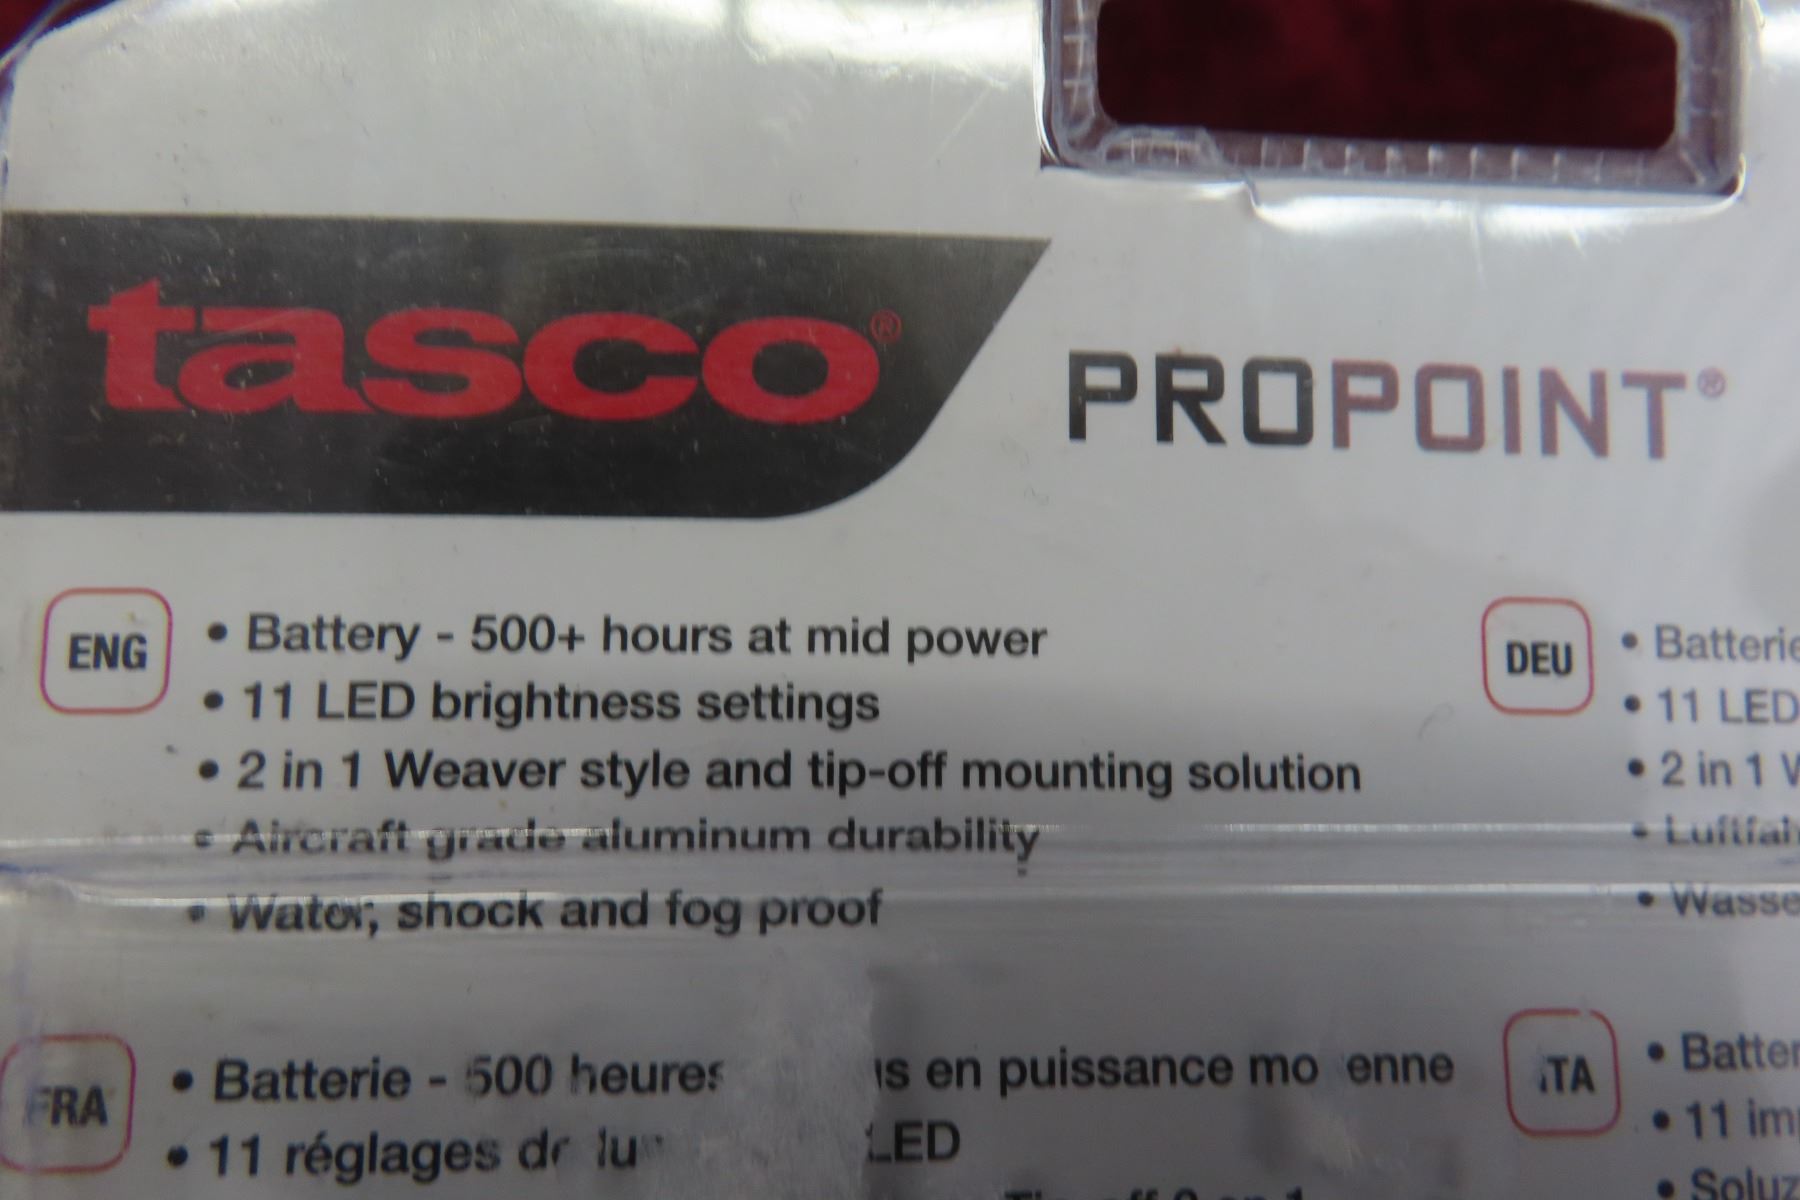 tasco®
PROPOINT®
ENG
• Battery - 500+ hours at mid power
• 11 LED brightness settings
• 2 in 1 Weaver style and tip-off mounting solution
• Aircraft grade aluminum durability
• Water, shock and fog proof
DEU
• Batterie
• 11 LED
• 2 in 1
•
•
FRA
• Batterie - 500 heures en puissance
• 11 réglages LED
ITA
•
• 11
•